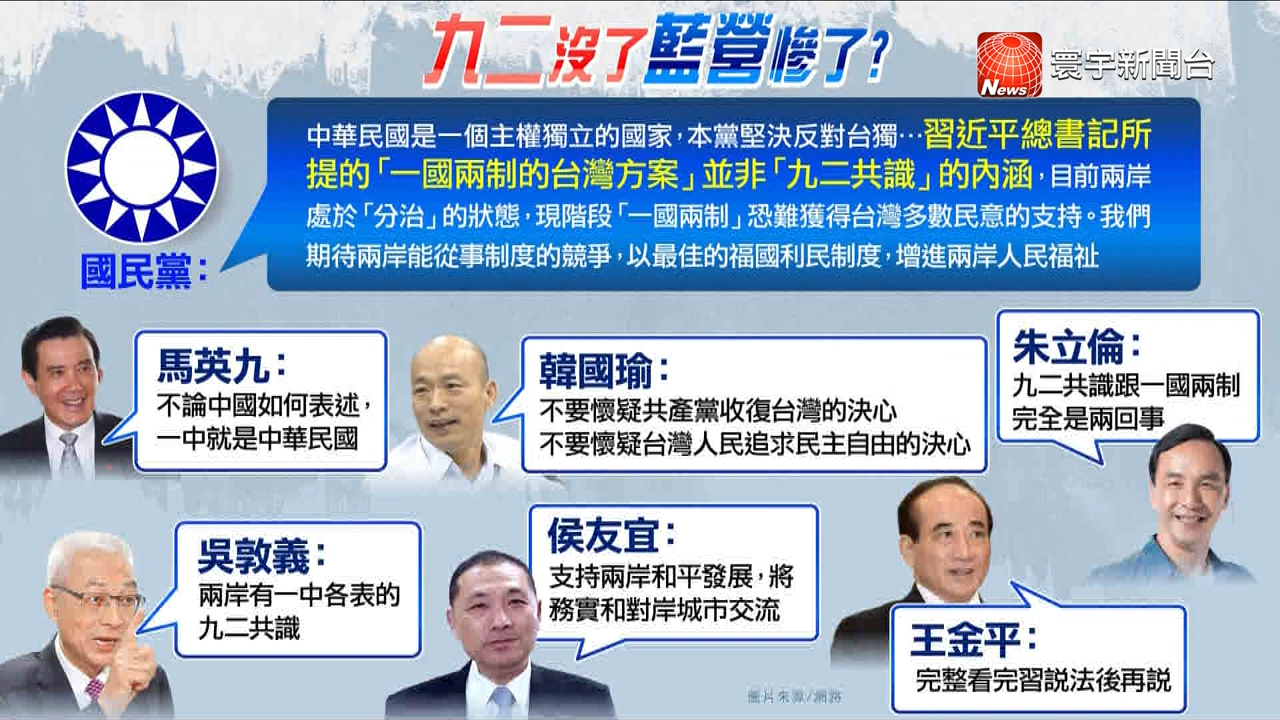 九二沒了藍營慘了?
News 寰宇新聞台
中華民國是一個主權獨立的國家,本黨堅決反對台獨…習近平總書記所
提的「一國兩制的台灣方案」並非「九二共識」的內涵,目前兩岸
處於「分治」的狀態,現階段「一國兩制」恐難獲得台灣多數民意的支持。我們
期待兩岸能從事制度的競爭,以最佳的福國利民制度,增進兩岸人民福祉
國民黨:
馬英九:
不論中國如何表述,
一中就是中華民國
韓國瑜:
不要懷疑共產黨收復台灣的決心
不要懷疑台灣人民追求民主自由的決心
朱立倫:
九二共識跟一國兩制
完全是兩回事
吳敦義:
兩岸有一中各表的
九二共識
侯友宜:
支持兩岸和平發展,將
務實和對岸城市交流
王金平:
完整看完習說法後再說
圖片來源/網路